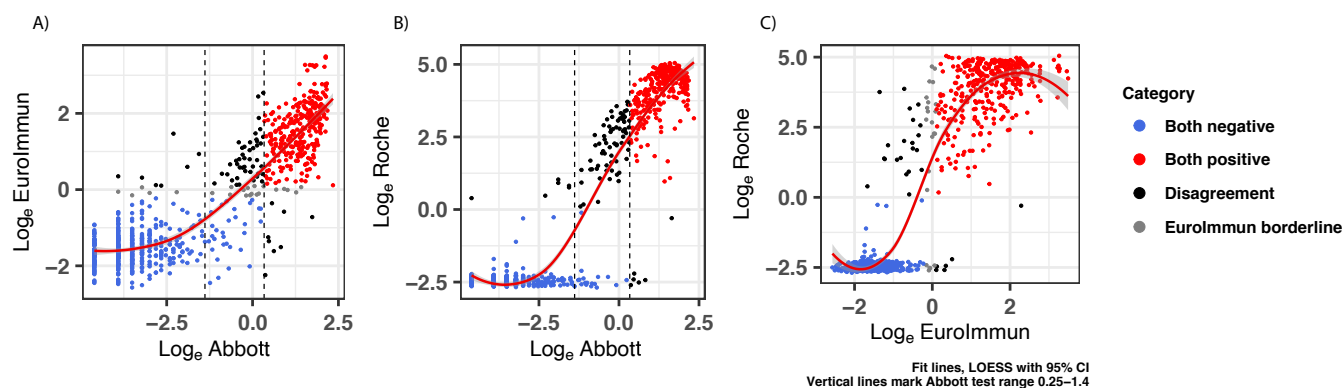 A)
B)
C)
Loge EuroImmun
2
0
−2
−2.5
0.0
2.5
Loge Abbott
Loge Roche
5.0
2.5
0.0
−2.5
−2.5
0.0
2.5
Loge Abbott
Loge Roche
5.0
2.5
0.0
−2.5
−2
0
2
Loge EuroImmun
Category
Both negative
Both positive
Disagreement
EuroImmun borderline
Fit lines, LOESS with 95% CI
Vertical lines mark Abbott test range 0.25−1.4